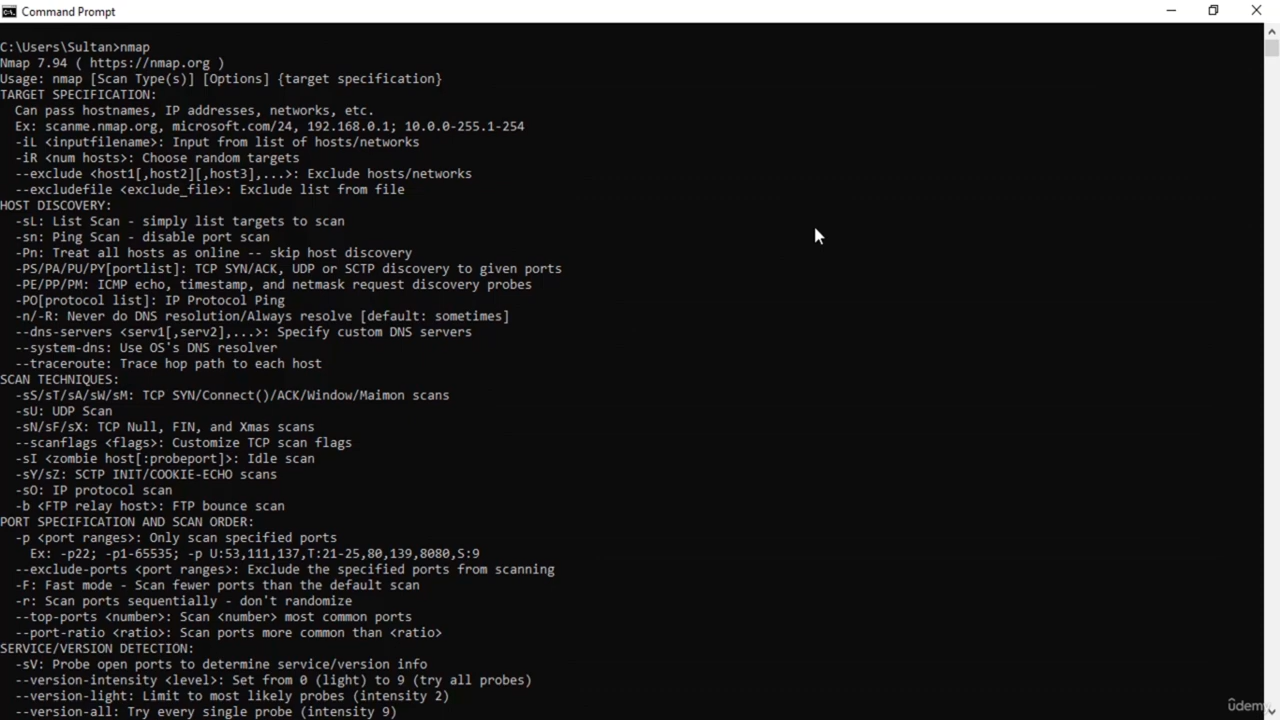 Command Prompt
C:\Users\Sultan>nmap
Nmap 7.94 ( https://nmap.org )
Usage: nmap [Scan Type(s)] [Options] {target specification}
TARGET SPECIFICATION:
  Can pass hostnames, IP addresses, networks, etc.
  Ex: scanme.nmap.org, microsoft.com/24, 192.168.0.1; 10.0.0-255.1-254
  -iL <inputfilename>: Input from list of hosts/networks
  -iR <num hosts>: Choose random targets
  --exclude <host1[,host2][,host3],...>: Exclude hosts/networks
  --excludefile <exclude_file>: Exclude list from file
HOST DISCOVERY:
  -sL: List Scan - simply list targets to scan
  -sn: Ping Scan - disable port scan
  -Pn: Treat all hosts as online -- skip host discovery
  -PS/PA/PU/PY[portlist]: TCP SYN/ACK, UDP or SCTP discovery to given ports
  -PE/PP/PM: ICMP echo, timestamp, and netmask request discovery probes
  -PO[protocol list]: IP Protocol Ping
  -n/-R: Never do DNS resolution/Always resolve [default: sometimes]
  --dns-servers <serv1[,serv2],...>: Specify custom DNS servers
  --system-dns: Use OS's DNS resolver
  --traceroute: Trace hop path to each host
SCAN TECHNIQUES:
  -sS/sT/sA/sW/sM: TCP SYN/Connect()/ACK/Window/Maimon scans
  -sU: UDP Scan
  -sN/sF/sX: TCP Null, FIN, and Xmas scans
  --scanflags <flags>: Customize TCP scan flags
  -sI <zombie host[:probeport]>: Idle scan
  -sY/sZ: SCTP INIT/COOKIE-ECHO scans
  -sO: IP protocol scan
  -b <FTP relay host>: FTP bounce scan
PORT SPECIFICATION AND SCAN ORDER:
  -p <port ranges>: Only scan specified ports
    Ex: -p22; -p1-65535; -p U:53,111,137,T:21-25,80,139,8080,S:9
  --exclude-ports <port ranges>: Exclude the specified ports from scanning
  -F: Fast mode - Scan fewer ports than the default scan
  -r: Scan ports sequentially - don't randomize
  --top-ports <number>: Scan <number> most common ports
  --port-ratio <ratio>: Scan ports more common than <ratio>
SERVICE/VERSION DETECTION:
  -sV: Probe open ports to determine service/version info
  --version-intensity <level>: Set from 0 (light) to 9 (try all probes)
  --version-light: Limit to most likely probes (intensity 2)
  --version-all: Try every single probe (intensity 9)
ûdemy